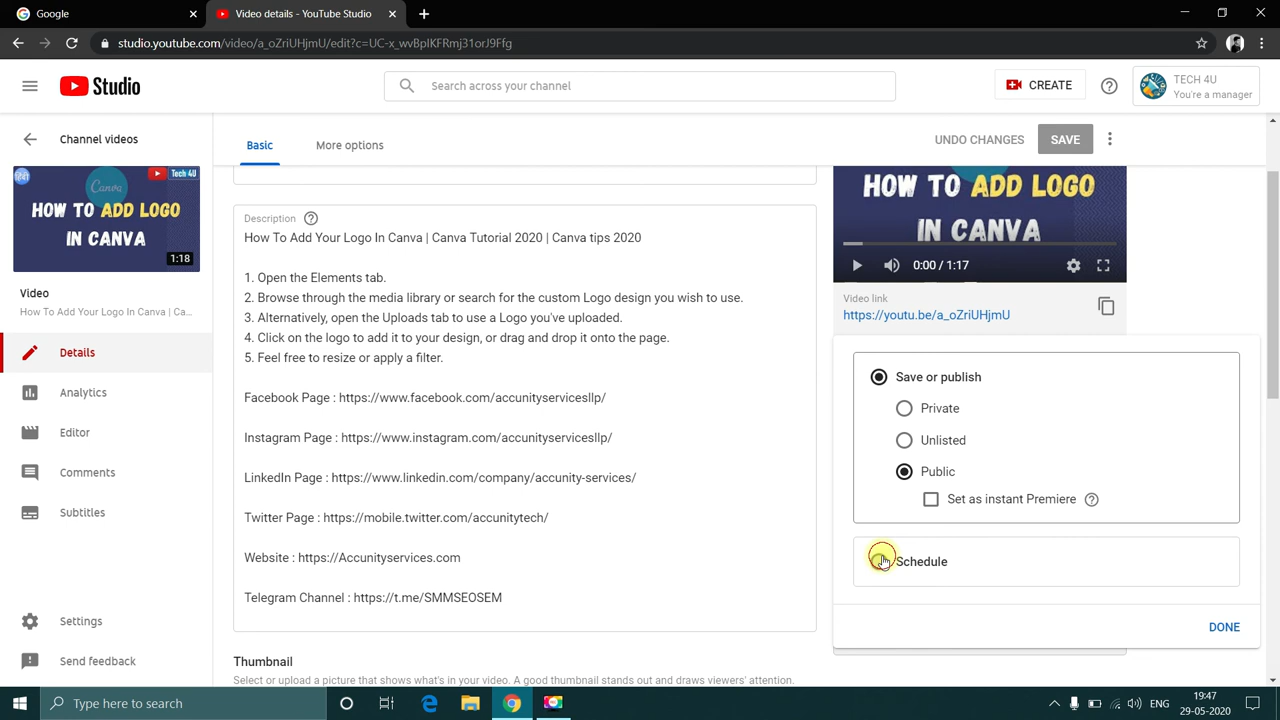 Google
Video details - YouTube Studio
studio.youtube.com/video/a_oZriUHjmU/edit?c=UC-x_wvBpIKFRmj31orJ9Ffg
Studio
Search across your channel
CREATE
TECH 4U
You're a manager
Channel videos
Basic
More options
UNDO CHANGES
SAVE
Tech 4U
Canva
HOW TO ADD LOGO
IN CANVA
1:18
Video
How To Add Your Logo In Canva | Ca...
Details
Analytics
Editor
Comments
Subtitles
Settings
Send feedback
Description
How To Add Your Logo In Canva | Canva Tutorial 2020 | Canva tips 2020
1. Open the Elements tab.
2. Browse through the media library or search for the custom Logo design you wish to use.
3. Alternatively, open the Uploads tab to use a Logo you've uploaded.
4. Click on the logo to add it to your design, or drag and drop it onto the page.
5. Feel free to resize or apply a filter.
Facebook Page : https://www.facebook.com/accunityservicesllp/
Instagram Page : https://www.instagram.com/accunityservicesllp/
LinkedIn Page : https://www.linkedin.com/company/accunity-services/
Twitter Page : https://mobile.twitter.com/accunitytech/
Website : https://Accunityservices.com
Telegram Channel : https://t.me/SMMSEOSEM
Thumbnail
Select or upload a picture that shows what's in your video. A good thumbnail stands out and draws viewers' attention.
HOW TO ADD LOGO
IN CANVA
0:00 / 1:17
Video link
https://youtu.be/a_oZriUHjmU
Save or publish
Private
Unlisted
Public
Set as instant Premiere
Schedule
DONE
Type here to search
ENG
19:47
29-05-2020